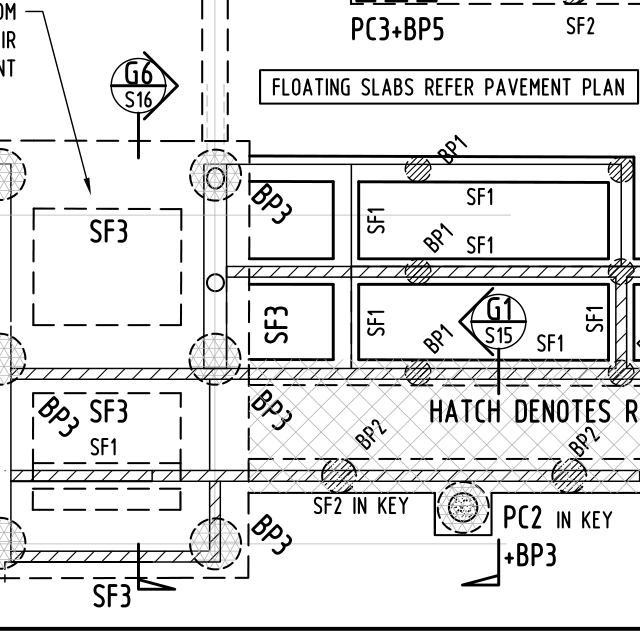 OM
IR
NT
PC3+BP5
SF2
G6
S16
FLOATING SLABS REFER PAVEMENT PLAN
BP1
BP3
SF1
SF1
SF3
BP1
SF1
SF3
SF1
G1
S15
SF1
BP1
SF1
BP3
SF3
BP3
HATCH DENOTES R
SF1
BP2
BP2
SF2 IN KEY
BP3
PC2 IN KEY
+BP3
SF3